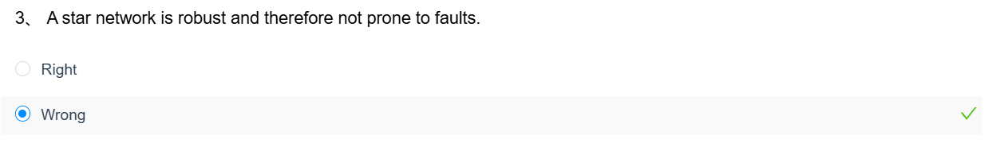 3、 A star network is robust and therefore not prone to faults.
Right
Wrong